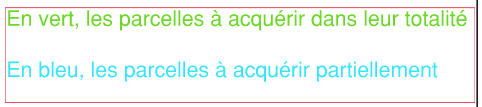 En vert, les parcelles à acquérir dans leur totalité
En bleu, les parcelles à acquérir partiellement